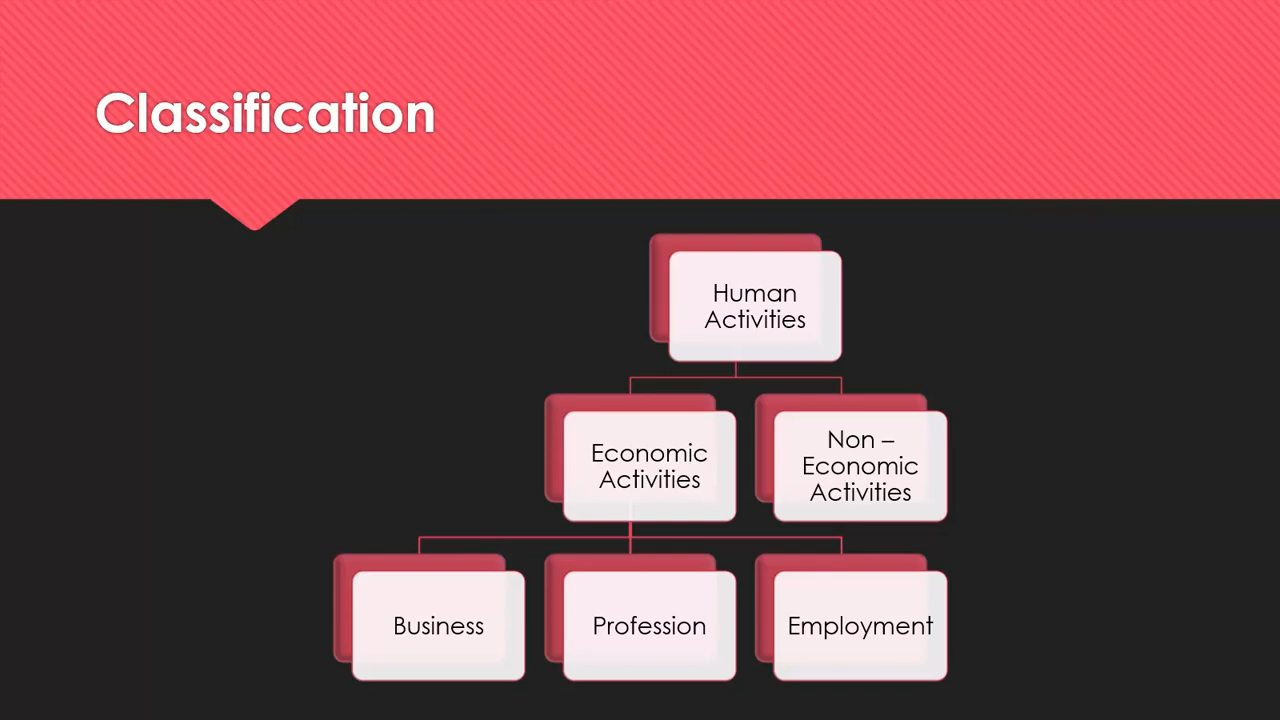 Classification
Human
Activities
Economic
Activities
Non –
Economic
Activities
Business
Profession
Employment